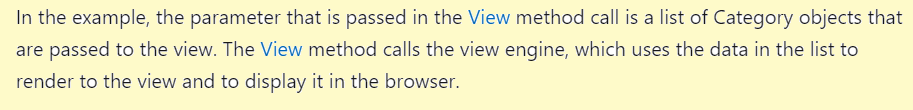 In the example, the parameter that is passed in the View method call is a list of Category objects that
are passed to the view. The View method calls the view engine, which uses the data in the list to
render to the view and to display it in the browser.